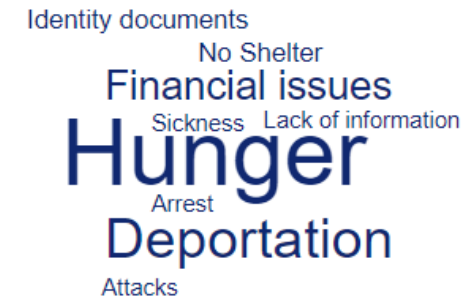 Identity documents
No Shelter
Financial issues
Sickness
Lack of information
Hunger
Arrest
Deportation
Attacks